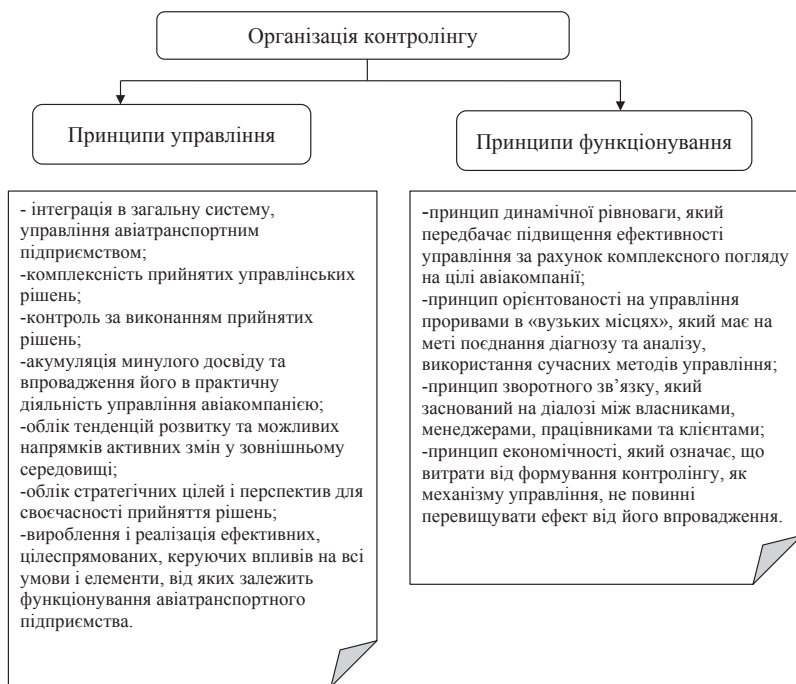 Організація контролінгу
Принципи управління
Принципи функціонування
- інтеграція в загальну систему,
управління авіатранспортним
підприємством;
-комплексність прийнятих управлінських
рішень;
-контроль за виконанням прийнятих
рішень;
-акумуляція минулого досвіду та
впровадження його в практичну
діяльність управління авіакомпанією;
-облік тенденцій розвитку та можливих
напрямків активних змін у зовнішньому
середовищі;
-облік стратегічних цілей і перспектив для
своєчасності прийняття рішень;
-вироблення і реалізація ефективних,
цілеспрямованих, керуючих впливів на всі
умови і елементи, від яких залежить
функціонування авіатранспортного
підприємства.
-принцип динамічної рівноваги, який
передбачає підвищення ефективності
управління за рахунок комплексного погляду
на цілі авіакомпанії;
-принцип орієнтованості на управління
проривами в «вузьких місцях», який має на
меті поєднання діагнозу та аналізу,
використання сучасних методів управління;
-принцип зворотного зв’язку, який
заснований на діалозі між власниками,
менеджерами, працівниками та клієнтами;
-принцип економічності, який означає, що
витрати від формування контролінгу, як
механізму управління, не повинні
перевищувати ефект від його впровадження.